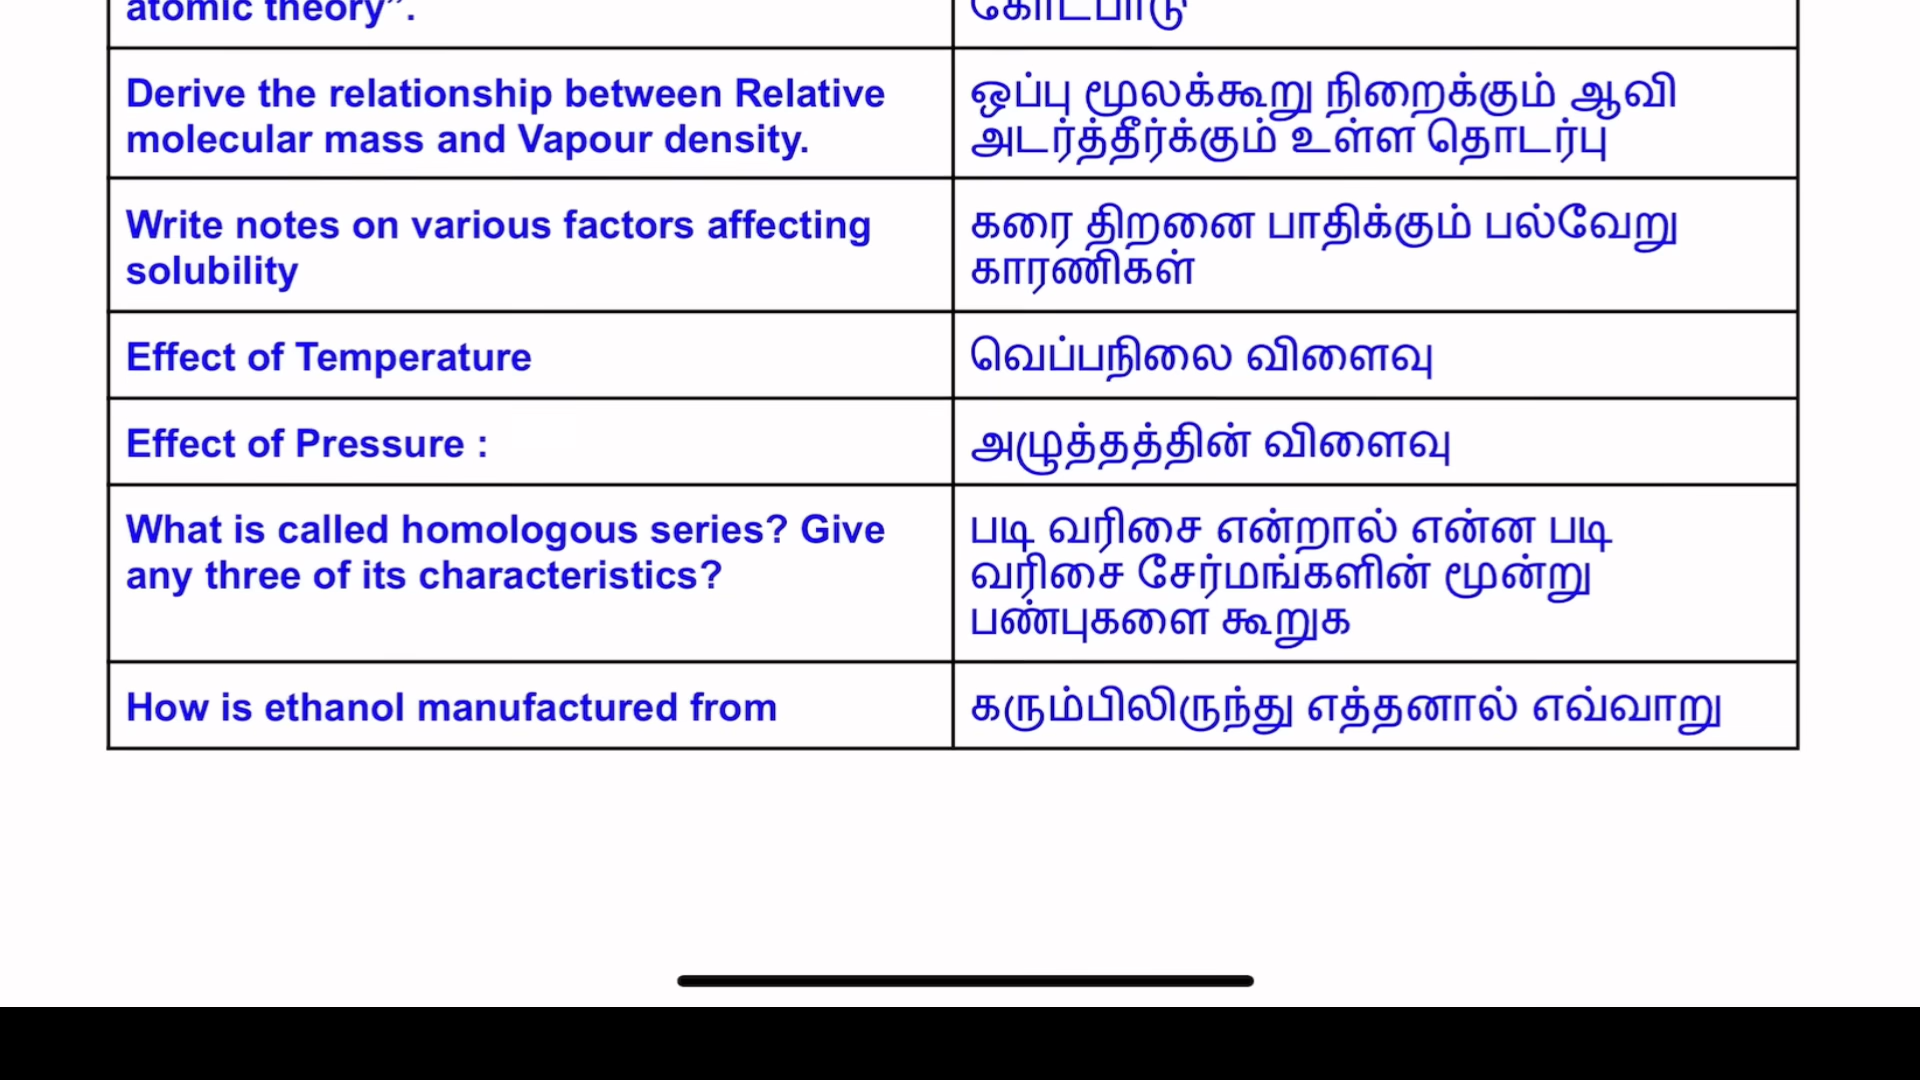 atomic theory”.
கோட்பாடு
Derive the relationship between Relative
molecular mass and Vapour density.
ஒப்பு மூலக்கூறு நிறைக்கும் ஆவி
அடர்த்தீர்க்கும் உள்ள தொடர்பு
Write notes on various factors affecting
solubility
கரை திறனை பாதிக்கும் பல்வேறு
காரணிகள்
Effect of Temperature
வெப்பநிலை விளைவு
Effect of Pressure :
அழுத்தத்தின் விளைவு
What is called homologous series? Give
any three of its characteristics?
படி வரிசை என்றால் என்ன படி
வரிசை சேர்மங்களின் மூன்று
பண்புகளை கூறுக
How is ethanol manufactured from
கரும்பிலிருந்து எத்தனால் எவ்வாறு